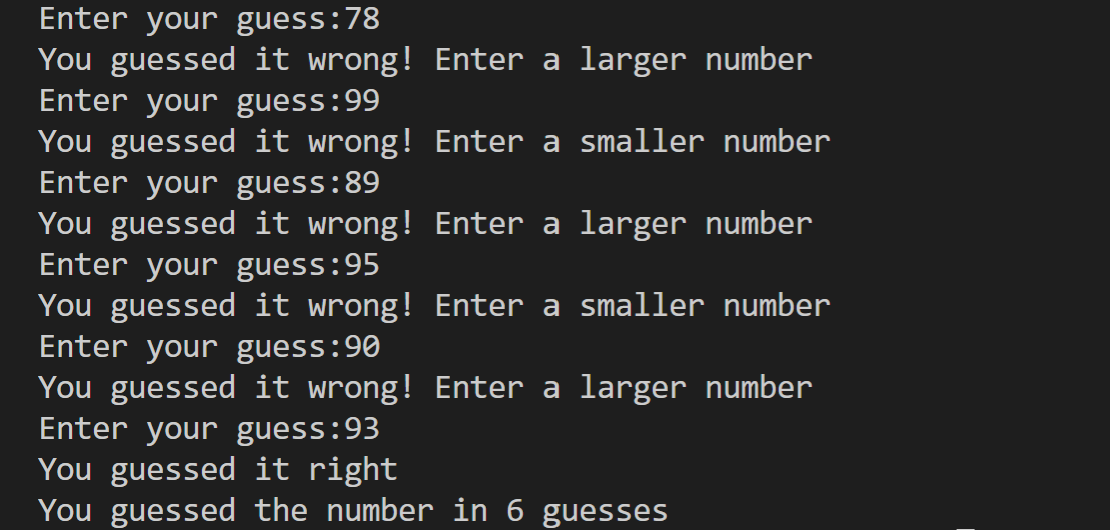 Enter your guess:78
You guessed it wrong! Enter a larger number
Enter your guess:99
You guessed it wrong! Enter a smaller number
Enter your guess:89
You guessed it wrong! Enter a larger number
Enter your guess:95
You guessed it wrong! Enter a smaller number
Enter your guess:90
You guessed it wrong! Enter a larger number
Enter your guess:93
You guessed it right
You guessed the number in 6 guesses